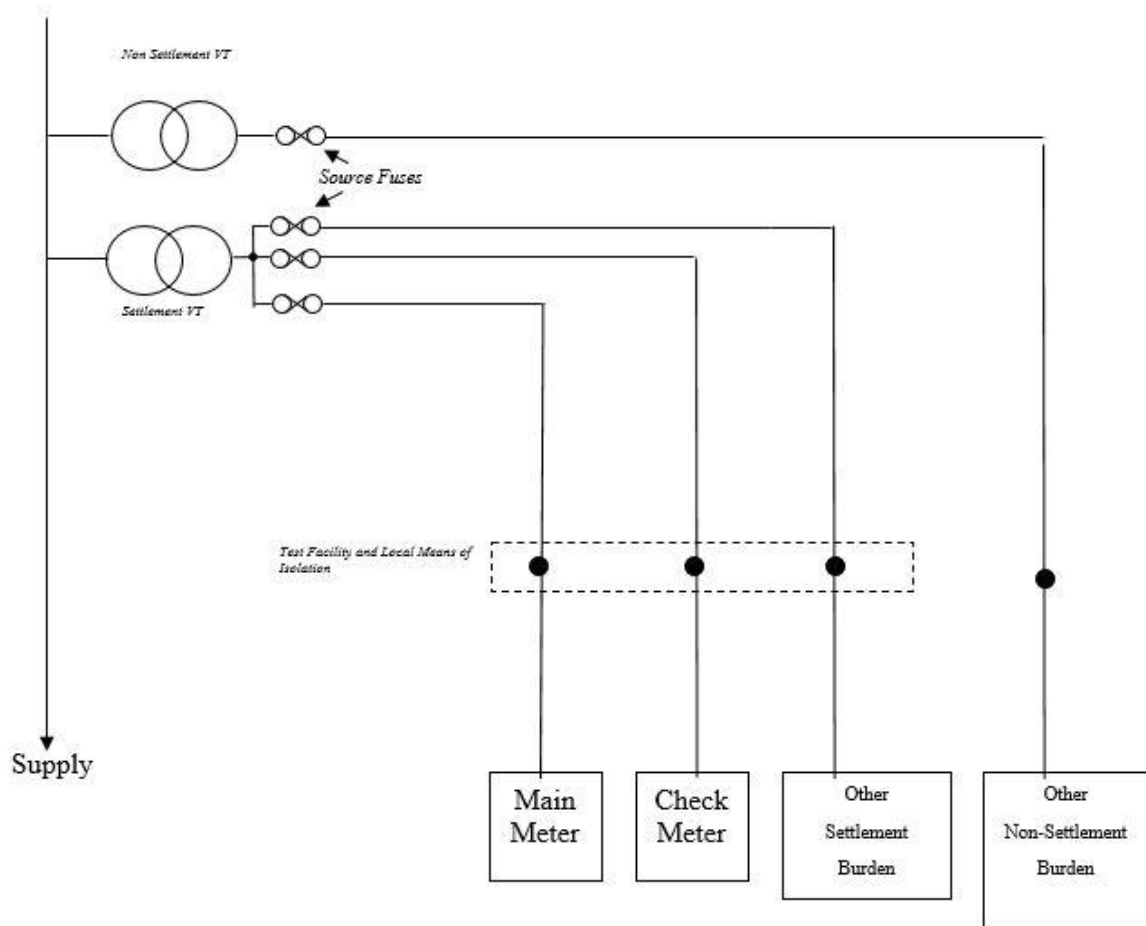 Non Settlement VT
Source Fuses
Settlement VT
Test Facility and Local Means of
Isolation
Supply
Main
Meter
Check
Meter
Other
Settlement
Burden
Other
Non-Settlement
Burden